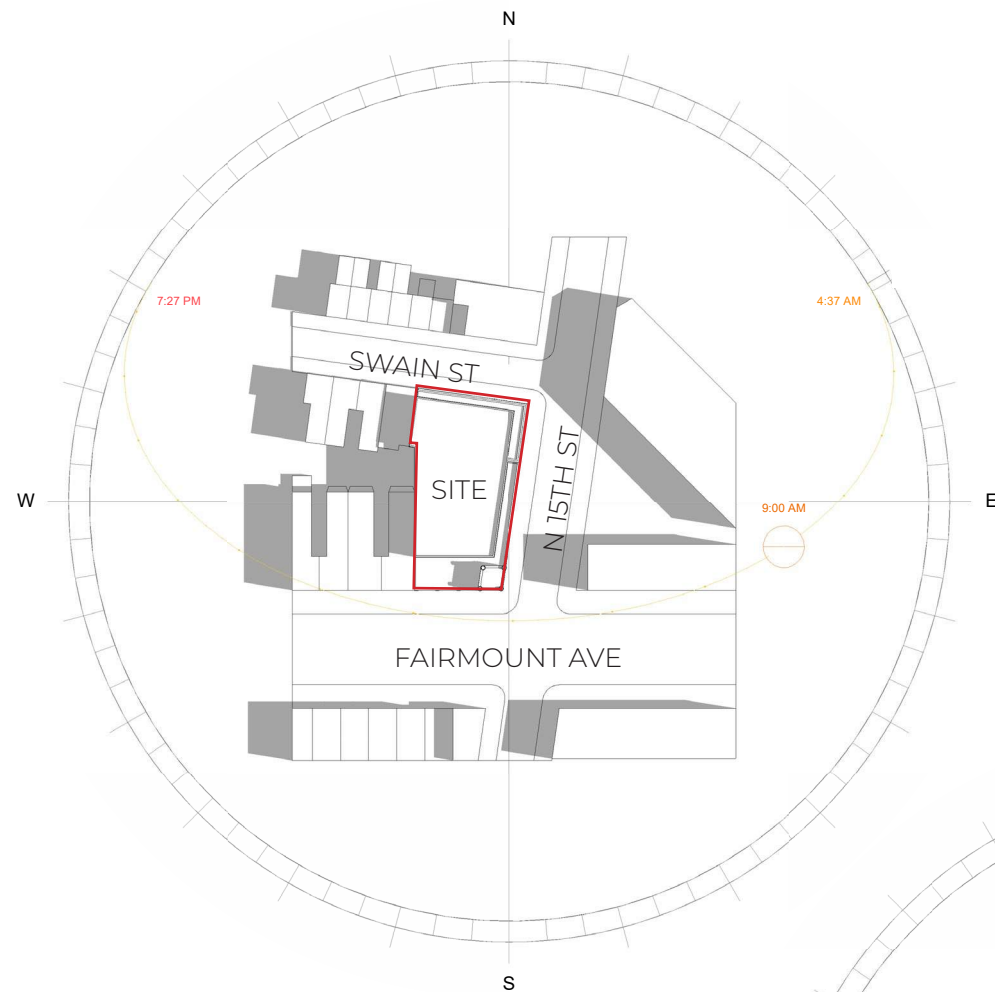 N
7:27 PM
4:37 AM
SWAIN ST
N 15TH ST
SITE
W
E
9:00 AM
FAIRMOUNT AVE
S